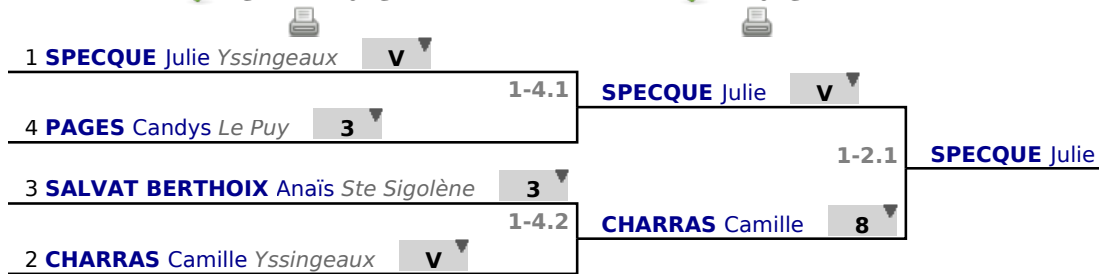 1 SPECQUE Julie Yssingeaux V
1-4.1
SPECQUE Julie V
4 PAGES Candys Le Puy 3
1-2.1
SPECQUE Julie
3 SALVAT BERTHOIX Anaïs Ste Sigolène 3
1-4.2
CHARRAS Camille 8
2 CHARRAS Camille Yssingeaux V